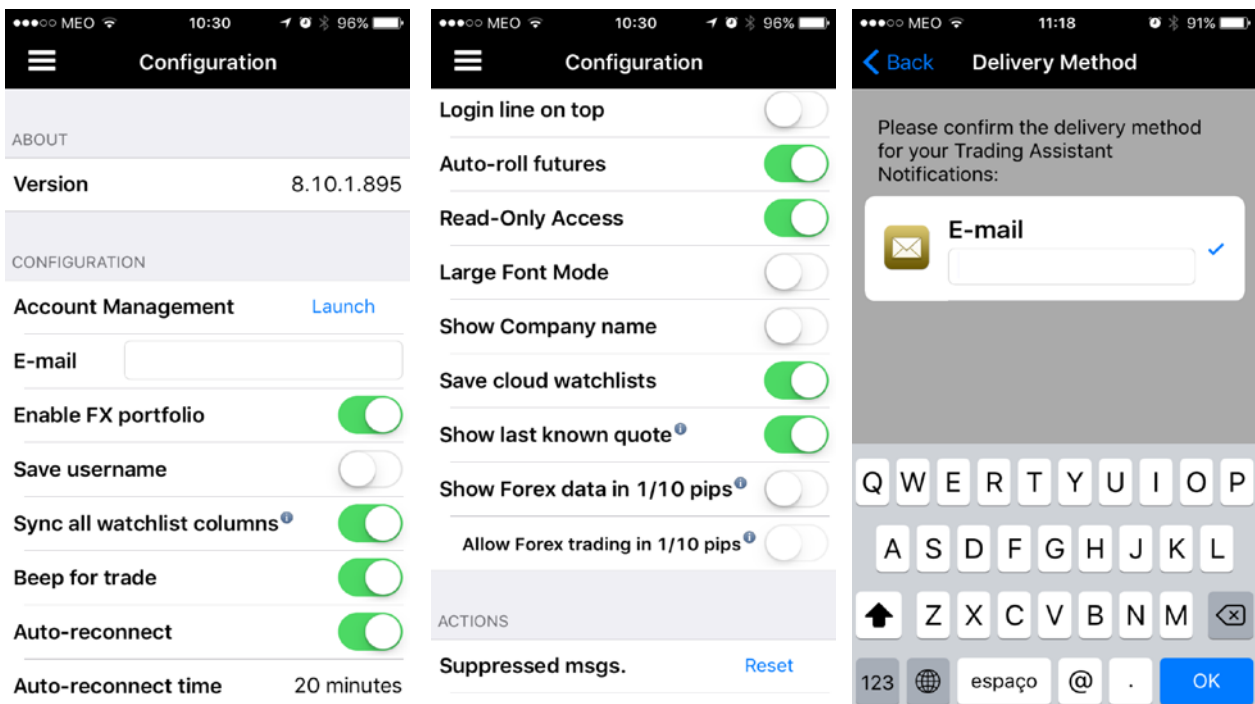 MEO 10:30 96%
Configuration
ABOUT
Version 8.10.1.895
CONFIGURATION
Account Management Launch
E-mail
Enable FX portfolio
Save username
Sync all watchlist columns
Beep for trade
Auto-reconnect
Auto-reconnect time 20 minutes
MEO 10:30 96%
Configuration
Login line on top
Auto-roll futures
Read-Only Access
Large Font Mode
Show Company name
Save cloud watchlists
Show last known quote
Show Forex data in 1/10 pips
Allow Forex trading in 1/10 pips
ACTIONS
Suppressed msgs. Reset
MEO 11:18 91%
Back Delivery Method
Please confirm the delivery method
for your Trading Assistant
Notifications:
E-mail
Q W E R T Y U I O P
A S D F G H J K L
Z X C V B N M
123 espaço @ . OK